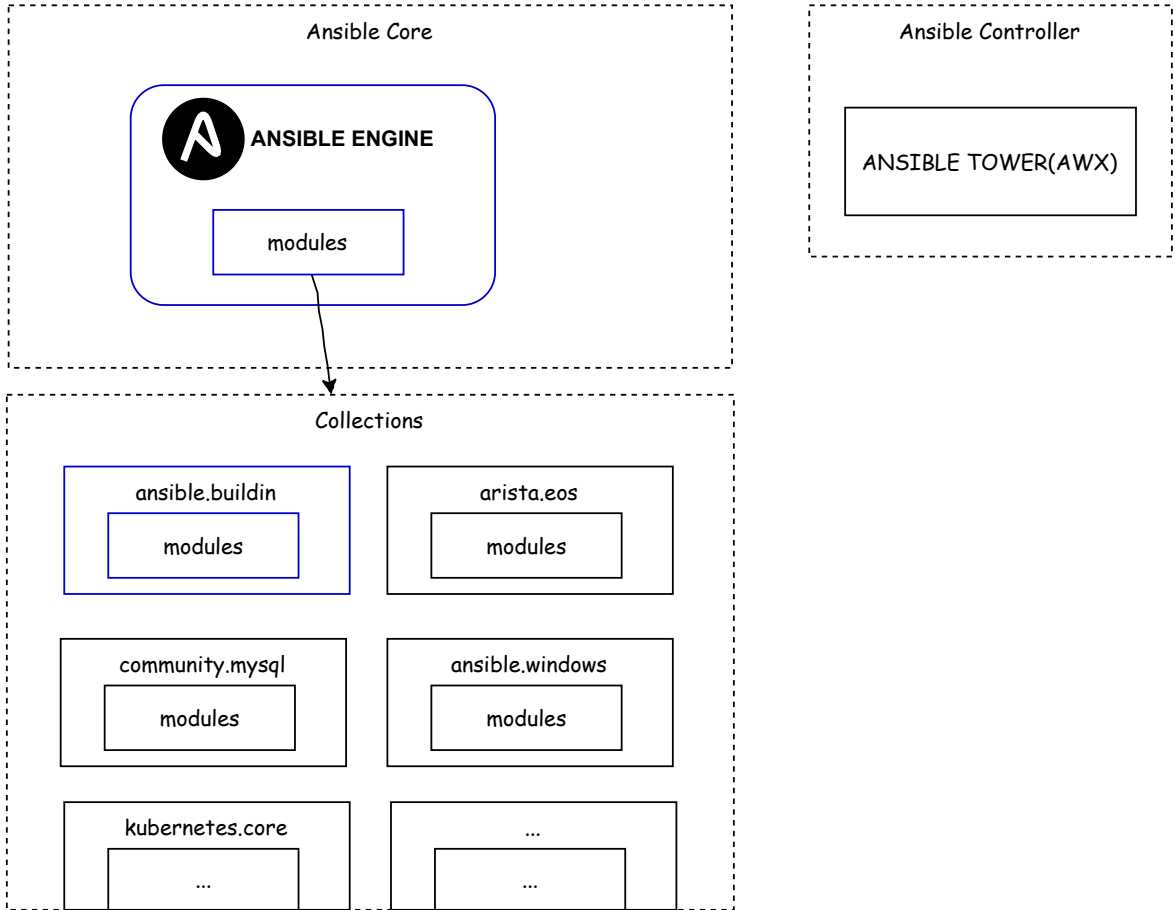 Ansible Core
ANSIBLE ENGINE
modules
Ansible Controller
ANSIBLE TOWER(AWX)
Collections
ansible.buildin
modules
arista.eos
modules
community.mysql
modules
ansible.windows
modules
kubernetes.core
...
...
...